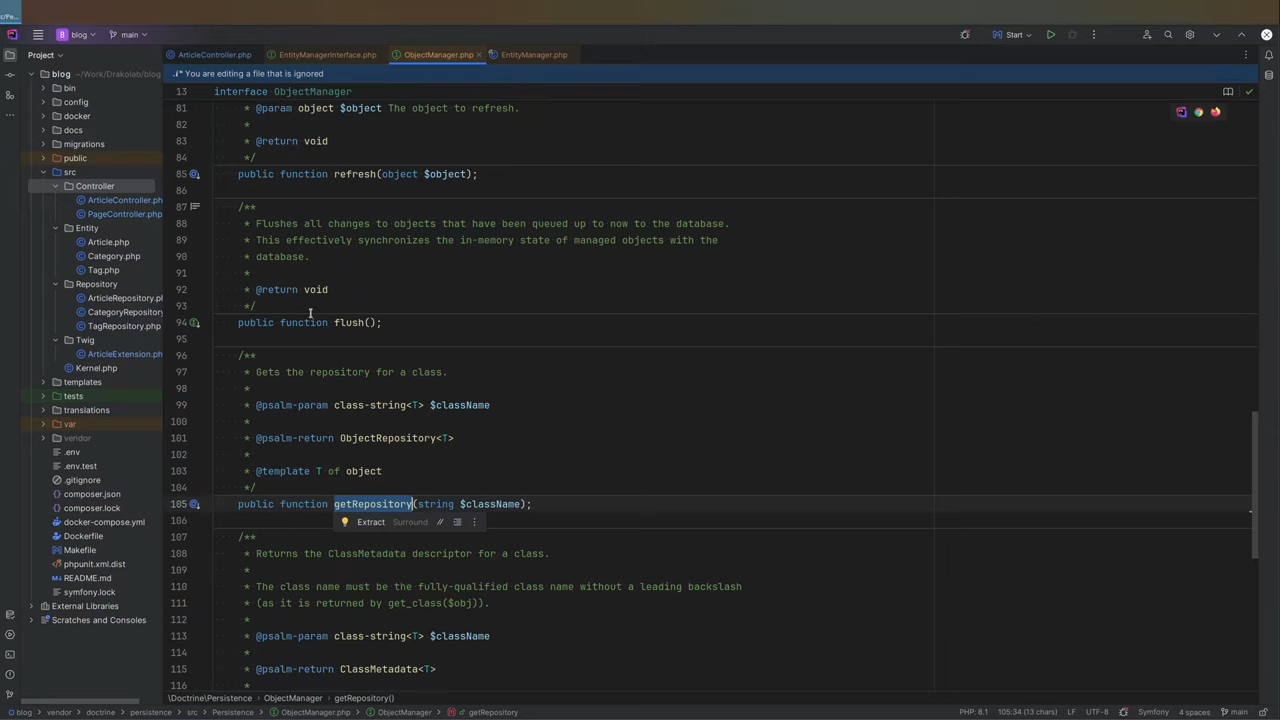 c/Pe...
B blog
main
Start
Project
ArticleController.php
EntityManagerInterface.php
ObjectManager.php
EntityManager.php
You are editing a file that is ignored
blog ~/Work/Drakolab/blog
bin
config
docker
docs
migrations
public
src
Controller
ArticleController.php
PageController.php
Entity
Article.php
Category.php
Tag.php
Repository
ArticleRepository.pl
CategoryRepository
TagRepository.php
Twig
ArticleExtension.ph
Kernel.php
templates
tests
translations
var
vendor
.env
.env.test
.gitignore
composer.json
composer.lock
docker-compose.yml
Dockerfile
Makefile
phpunit.xml.dist
README.md
symfony.lock
External Libraries
Scratches and Consoles
13 interface ObjectManager
81 * @param object $object The object to refresh.
82 *
83 * @return void
84 */
85 public function refresh(object $object);
86
87 /**
88 * Flushes all changes to objects that have been queued up to now to the database.
89 * This effectively synchronizes the in-memory state of managed objects with the
90 * database.
91 *
92 * @return void
93 */
94 public function flush();
95
96 /**
97 * Gets the repository for a class.
98 *
99 * @psalm-param class-string<T> $className
100 *
101 * @psalm-return ObjectRepository<T>
102 *
103 * @template T of object
104 */
105 public function getRepository(string $className);
106
Extract Surround //
107 /**
108 * Returns the ClassMetadata descriptor for a class.
109 *
110 * The class name must be the fully-qualified class name without a leading backslash
111 * (as it is returned by get_class($obj)).
112 *
113 * @psalm-param class-string<T> $className
114 *
115 * @psalm-return ClassMetadata<T>
116 *
\Doctrine\Persistence › ObjectManager › getRepository()
blog › vendor › doctrine › persistence › src › Persistence › ObjectManager.php › ObjectManager › getRepository
PHP: 8.1 105:34 (13 chars) LF UTF-8 4 spaces Symfony main